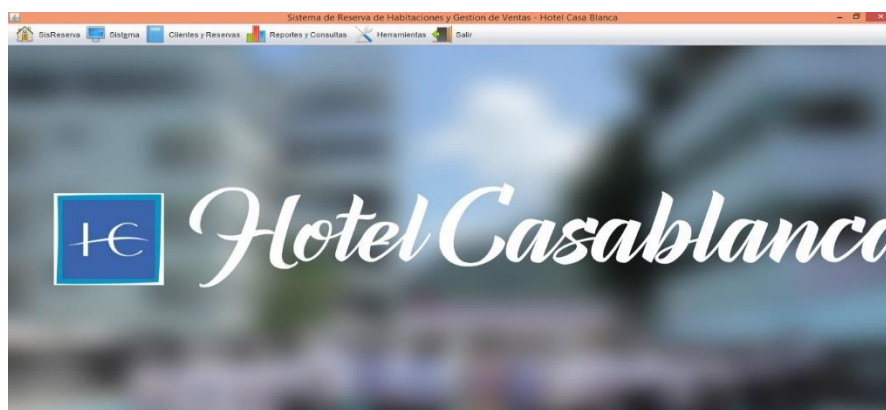 Sistema de Reserva de Habitaciones y Gestion de Ventas - Hotel Casa Blanca
SisReserva Sistema Clientes y Reservas Reportes y Consultas Herramientas Salir
HC Hotel Casablanca